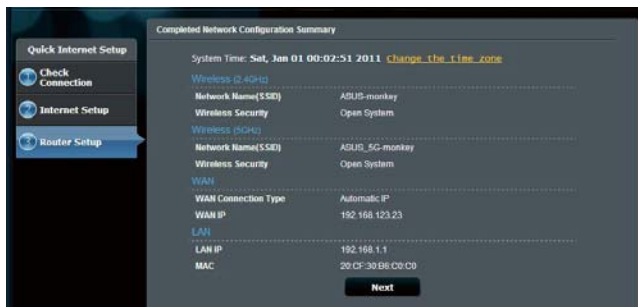 Completed Network Configuration Summary
Quick Internet Setup
1 Check Connection
2 Internet Setup
3 Router Setup
System Time: Sat, Jan 01 00:02:51 2011 Change the time zone
Wireless (2.4GHz)
Network Name(SSID) ASUS-monkey
Wireless Security Open System
Wireless (5GHz)
Network Name(SSID) ASUS_5G-monkey
Wireless Security Open System
WAN
WAN Connection Type Automatic IP
WAN IP 192.168.123.23
LAN
LAN IP 192.168.1.1
MAC 20:CF:30:B6:C0:C0
Next